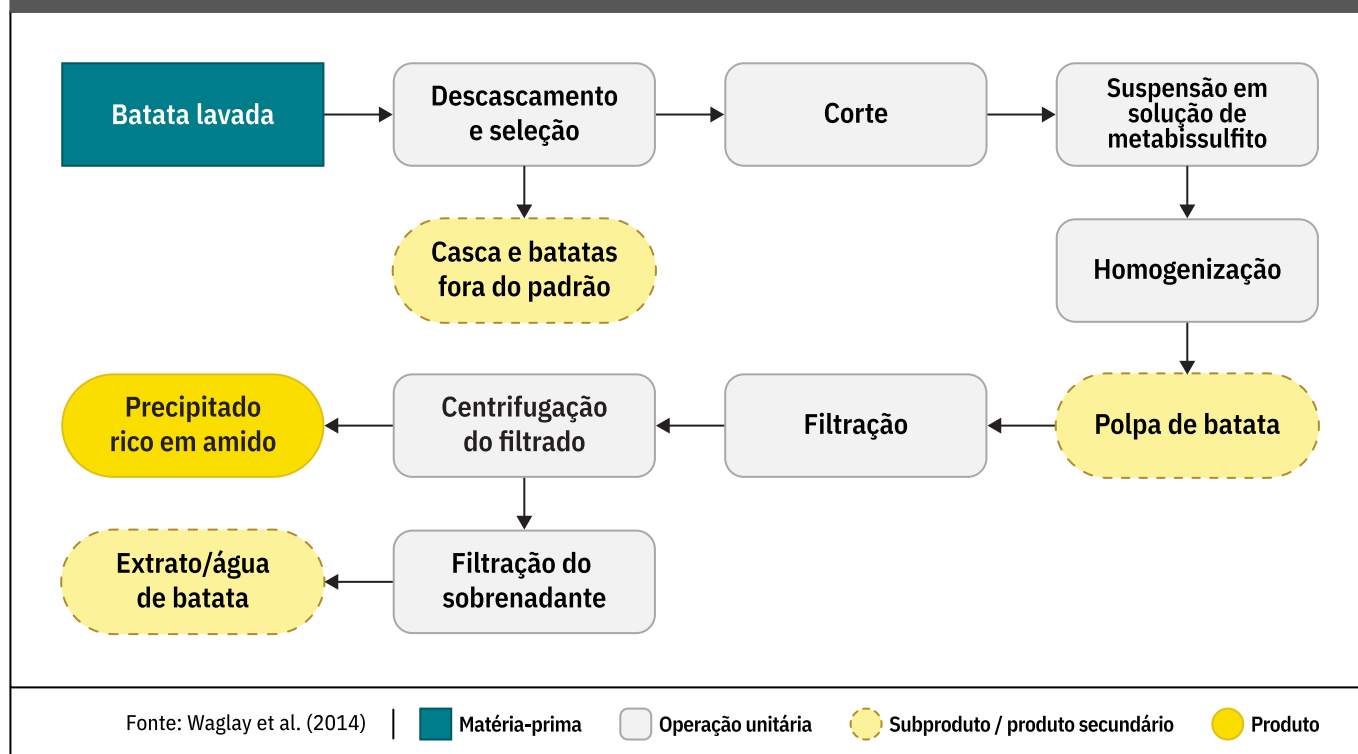 Batata lavada
Descascamento
e seleção
Corte
Suspensão em
solução de
metabissulfito
Casca e batatas
fora do padrão
Homogenização
Precipitado
rico em amido
Centrifugação
do filtrado
Filtração
Polpa de batata
Extrato/água
de batata
Filtração do
sobrenadante
Fonte: Waglay et al. (2014)
Matéria-prima
Operação unitária
Subproduto / produto secundário
Produto